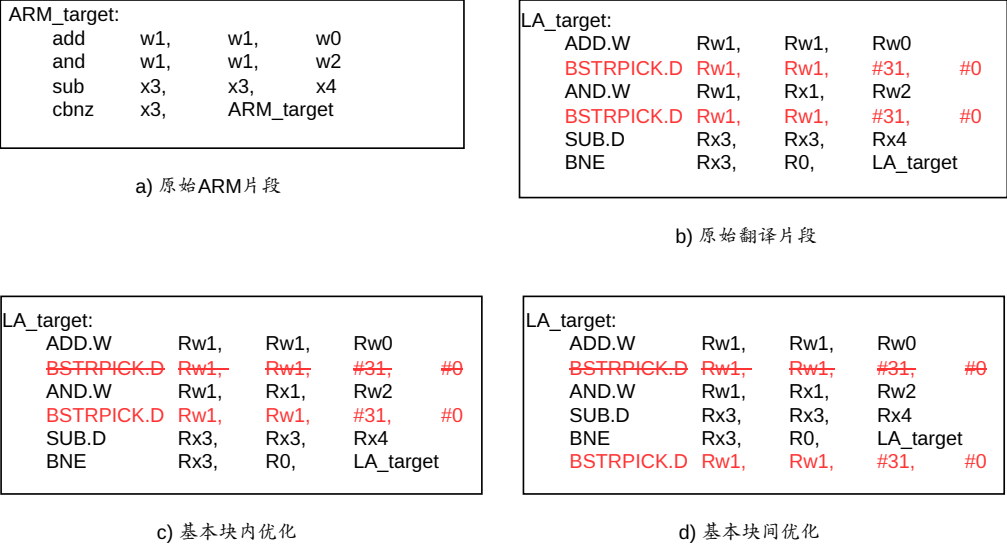 ARM_target:
add w1, w1, w0
and w1, w1, w2
sub x3, x3, x4
cbnz x3, ARM_target
a) 原始ARM片段
LA_target:
ADD.W Rw1, Rw1, Rw0
BSTRPICK.D Rw1, Rw1, #31, #0
AND.W Rw1, Rx1, Rw2
BSTRPICK.D Rw1, Rw1, #31, #0
SUB.D Rx3, Rx3, Rx4
BNE Rx3, R0, LA_target
b) 原始翻译片段
LA_target:
ADD.W Rw1, Rw1, Rw0
BSTRPICK.D Rw1, Rw1, #31, #0
AND.W Rw1, Rx1, Rw2
BSTRPICK.D Rw1, Rw1, #31, #0
SUB.D Rx3, Rx3, Rx4
BNE Rx3, R0, LA_target
c) 基本块内优化
LA_target:
ADD.W Rw1, Rw1, Rw0
BSTRPICK.D Rw1, Rw1, #31, #0
AND.W Rw1, Rx1, Rw2
SUB.D Rx3, Rx3, Rx4
BNE Rx3, R0, LA_target
BSTRPICK.D Rw1, Rw1, #31, #0
d) 基本块间优化